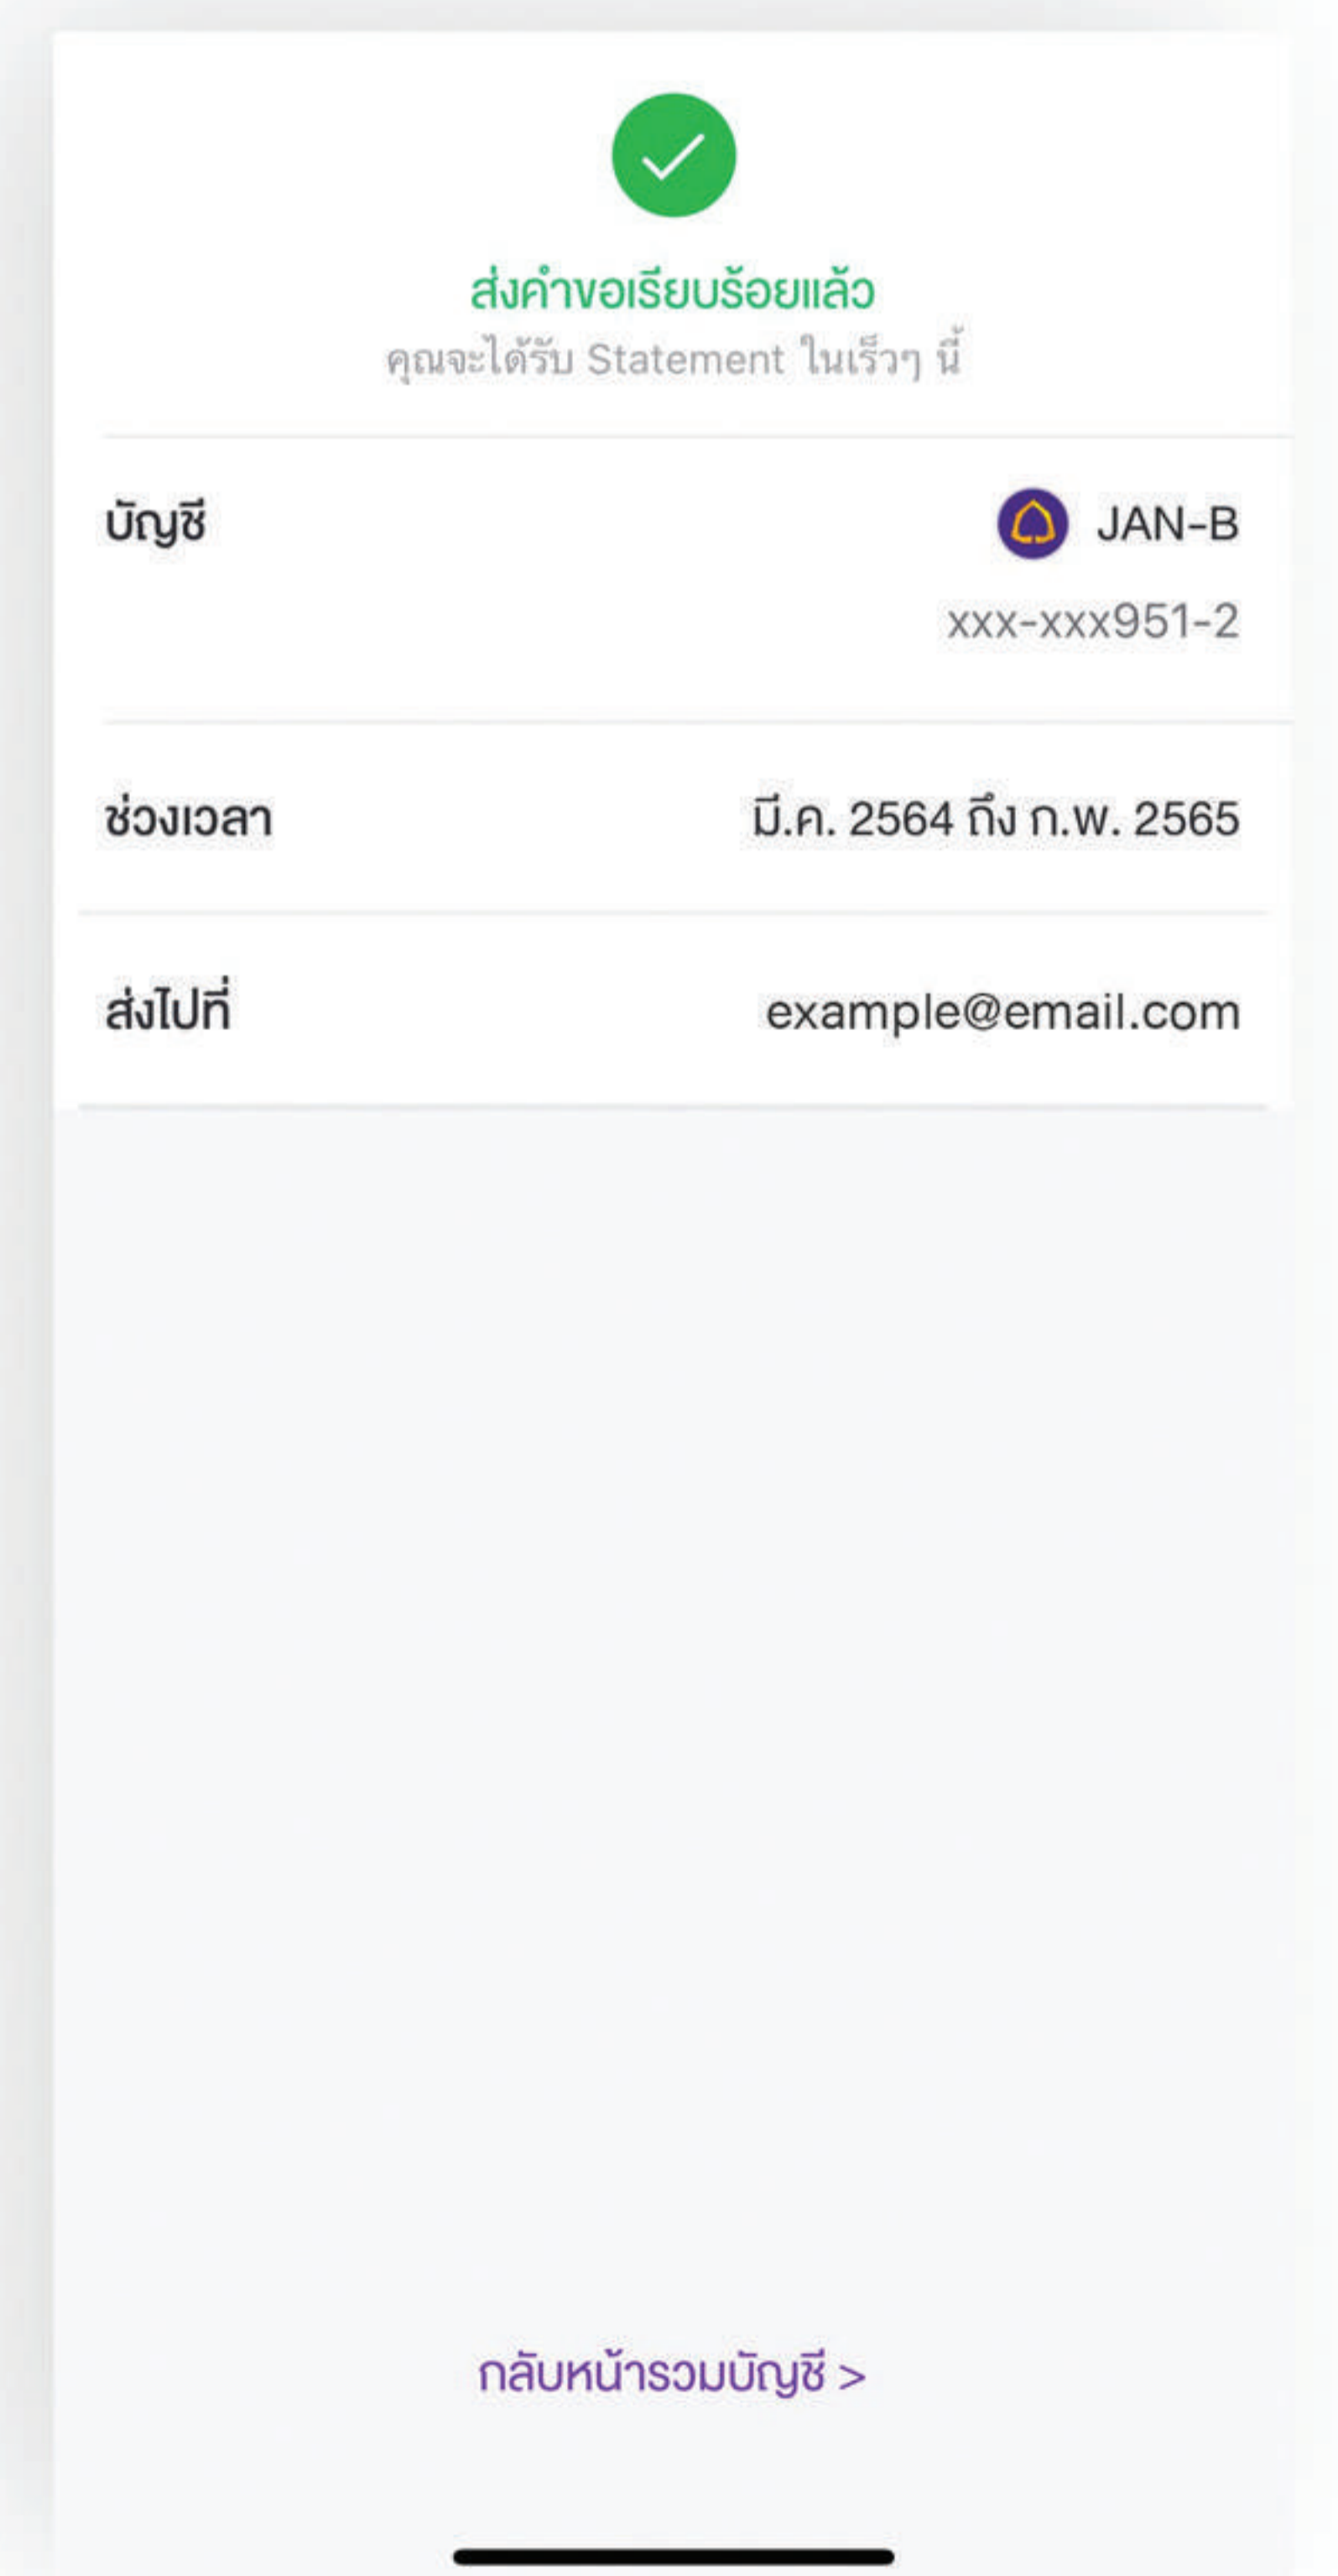 ส่งคำขอเรียบร้อยแล้ว
คุณจะได้รับ Statement ในเร็วๆ นี้
บัญชี
JAN-B
xxx-xxx951-2
ช่วงเวลา
มี.ค. 2564 ถึง ก.พ. 2565
ส่งไปที่
example@email.com
กลับหน้ารวมบัญชี >